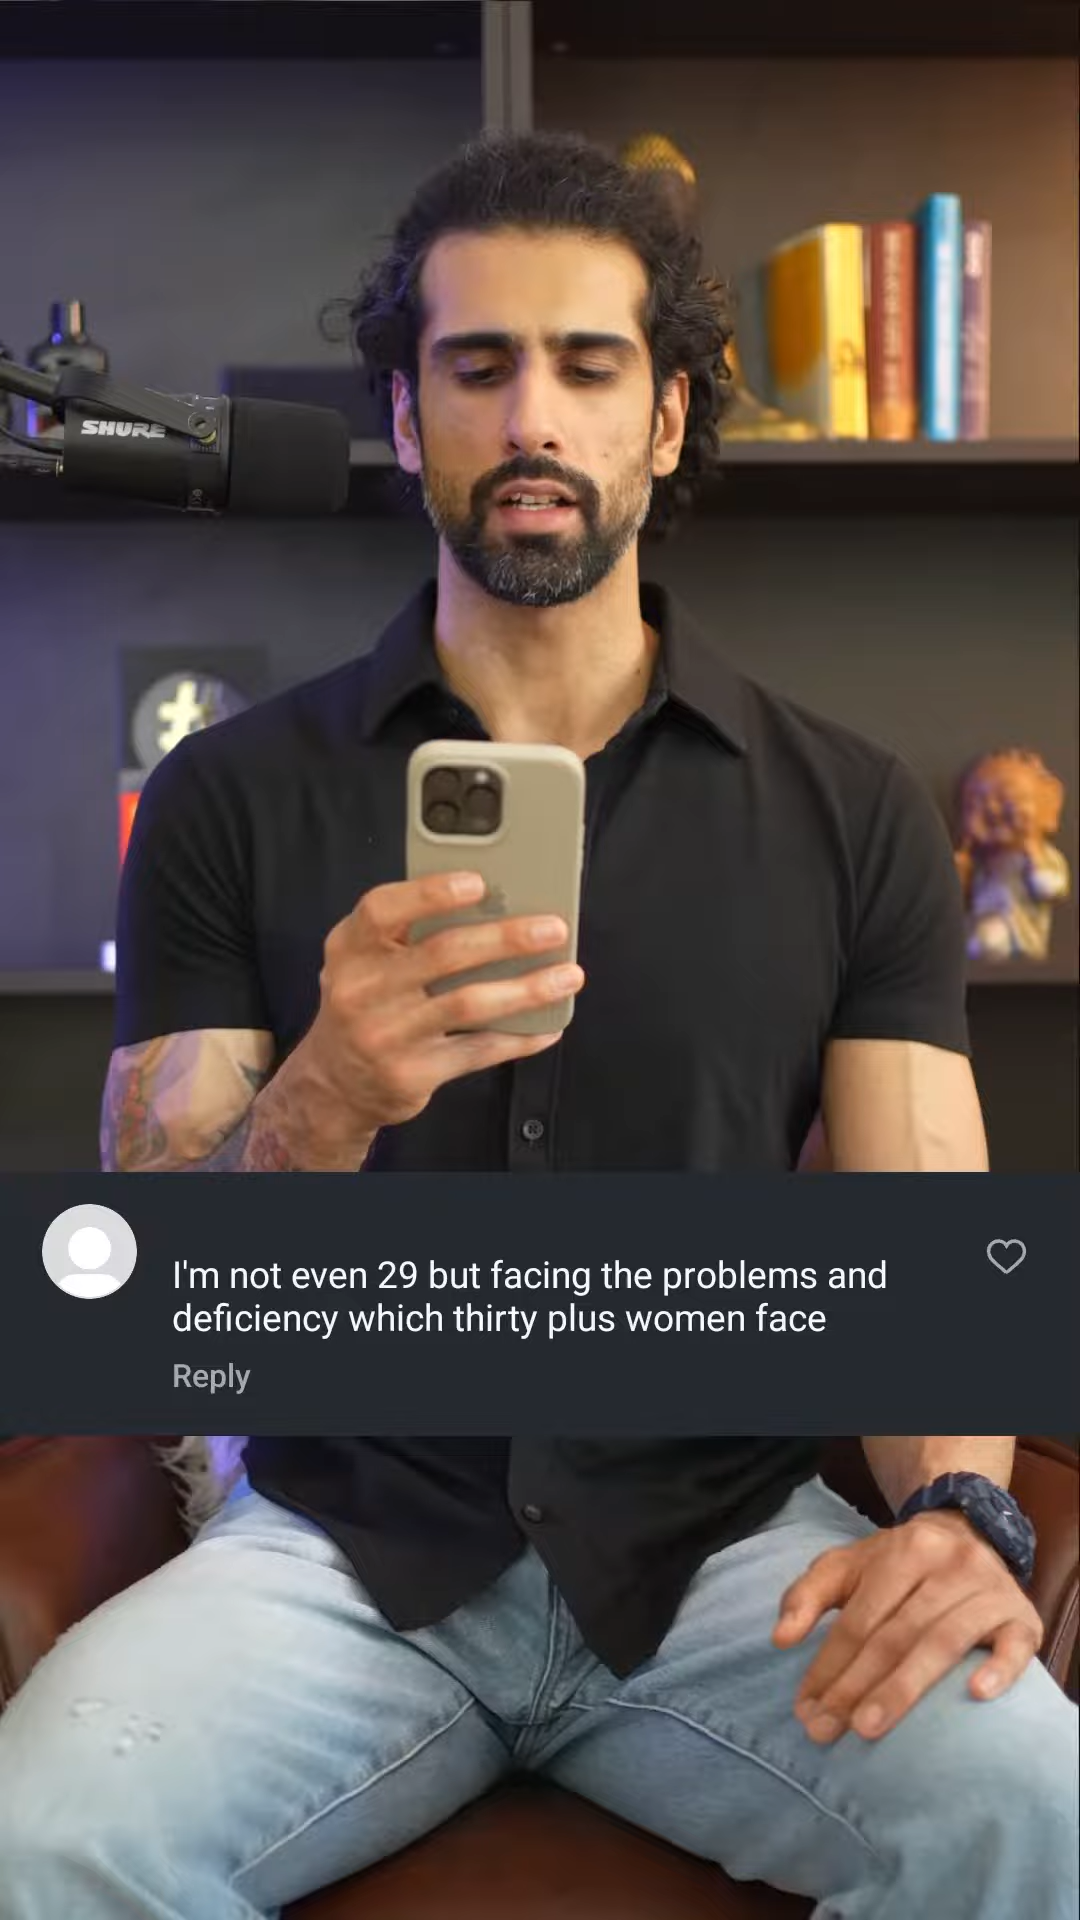 SHURE
I'm not even 29 but facing the problems and
deficiency which thirty plus women face
Reply